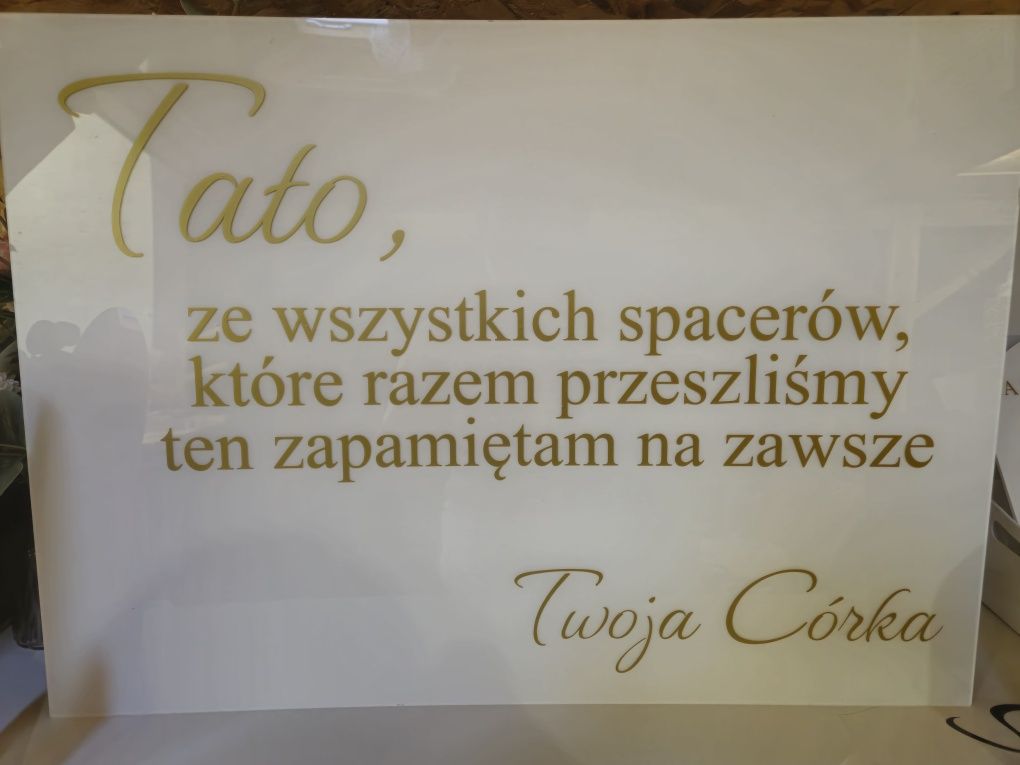 Tato,
ze wszystkich spacerów,
które razem przeszliśmy
ten zapamiętam na zawsze
Twoja Córka
A